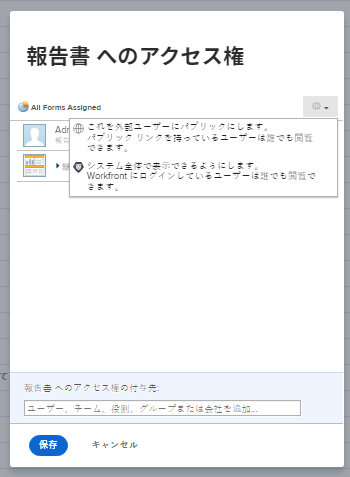 報告書 へのアクセス権
All Forms Assigned
これを外部ユーザーにパブリックにします。
パブリック リンクを持っているユーザーは誰でも閲覧
できます。
システム全体で表示できるようにします。
Workfront にログインしているユーザーは誰でも閲覧で
きます。
報告書 へのアクセス権の付与先:
ユーザー、チーム、役割、グループまたは会社を追加...
保存
キャンセル